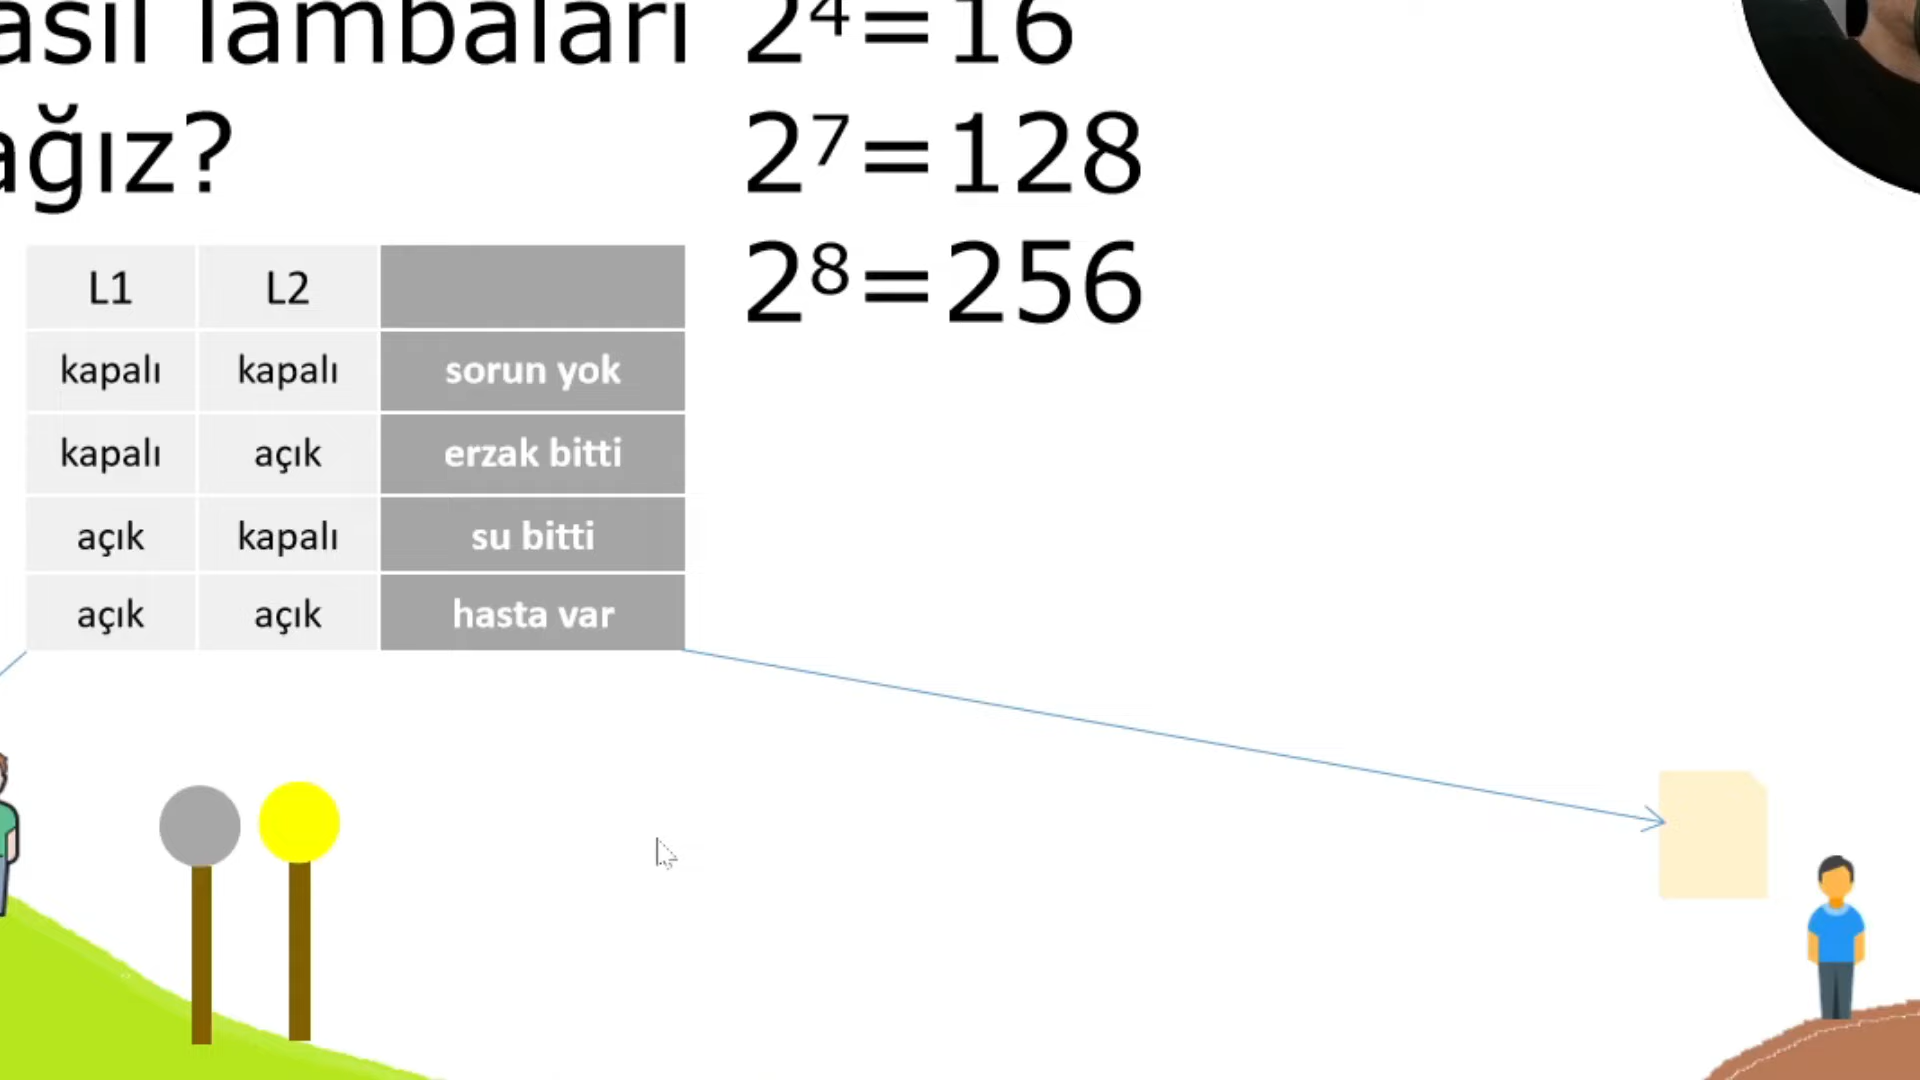 asıl lambaları
ağız?
2⁴=16
2⁷=128
2⁸=256
L1 L2
kapalı kapalı sorun yok
kapalı açık erzak bitti
açık kapalı su bitti
açık açık hasta var